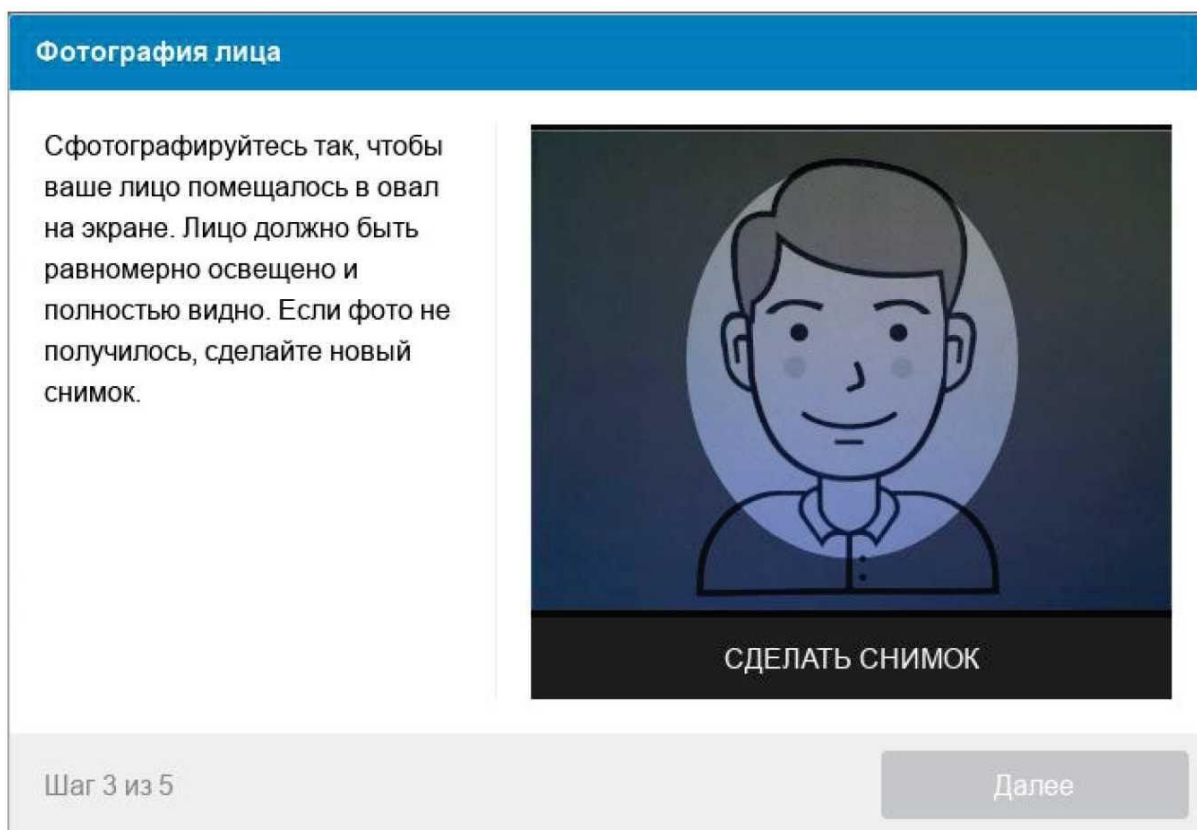 Фотография лица
Сфотографируйтесь так, чтобы
ваше лицо помещалось в овал
на экране. Лицо должно быть
равномерно освещено и
полностью видно. Если фото не
получилось, сделайте новый
снимок.
СДЕЛАТЬ СНИМОК
Шаг 3 из 5
Далее